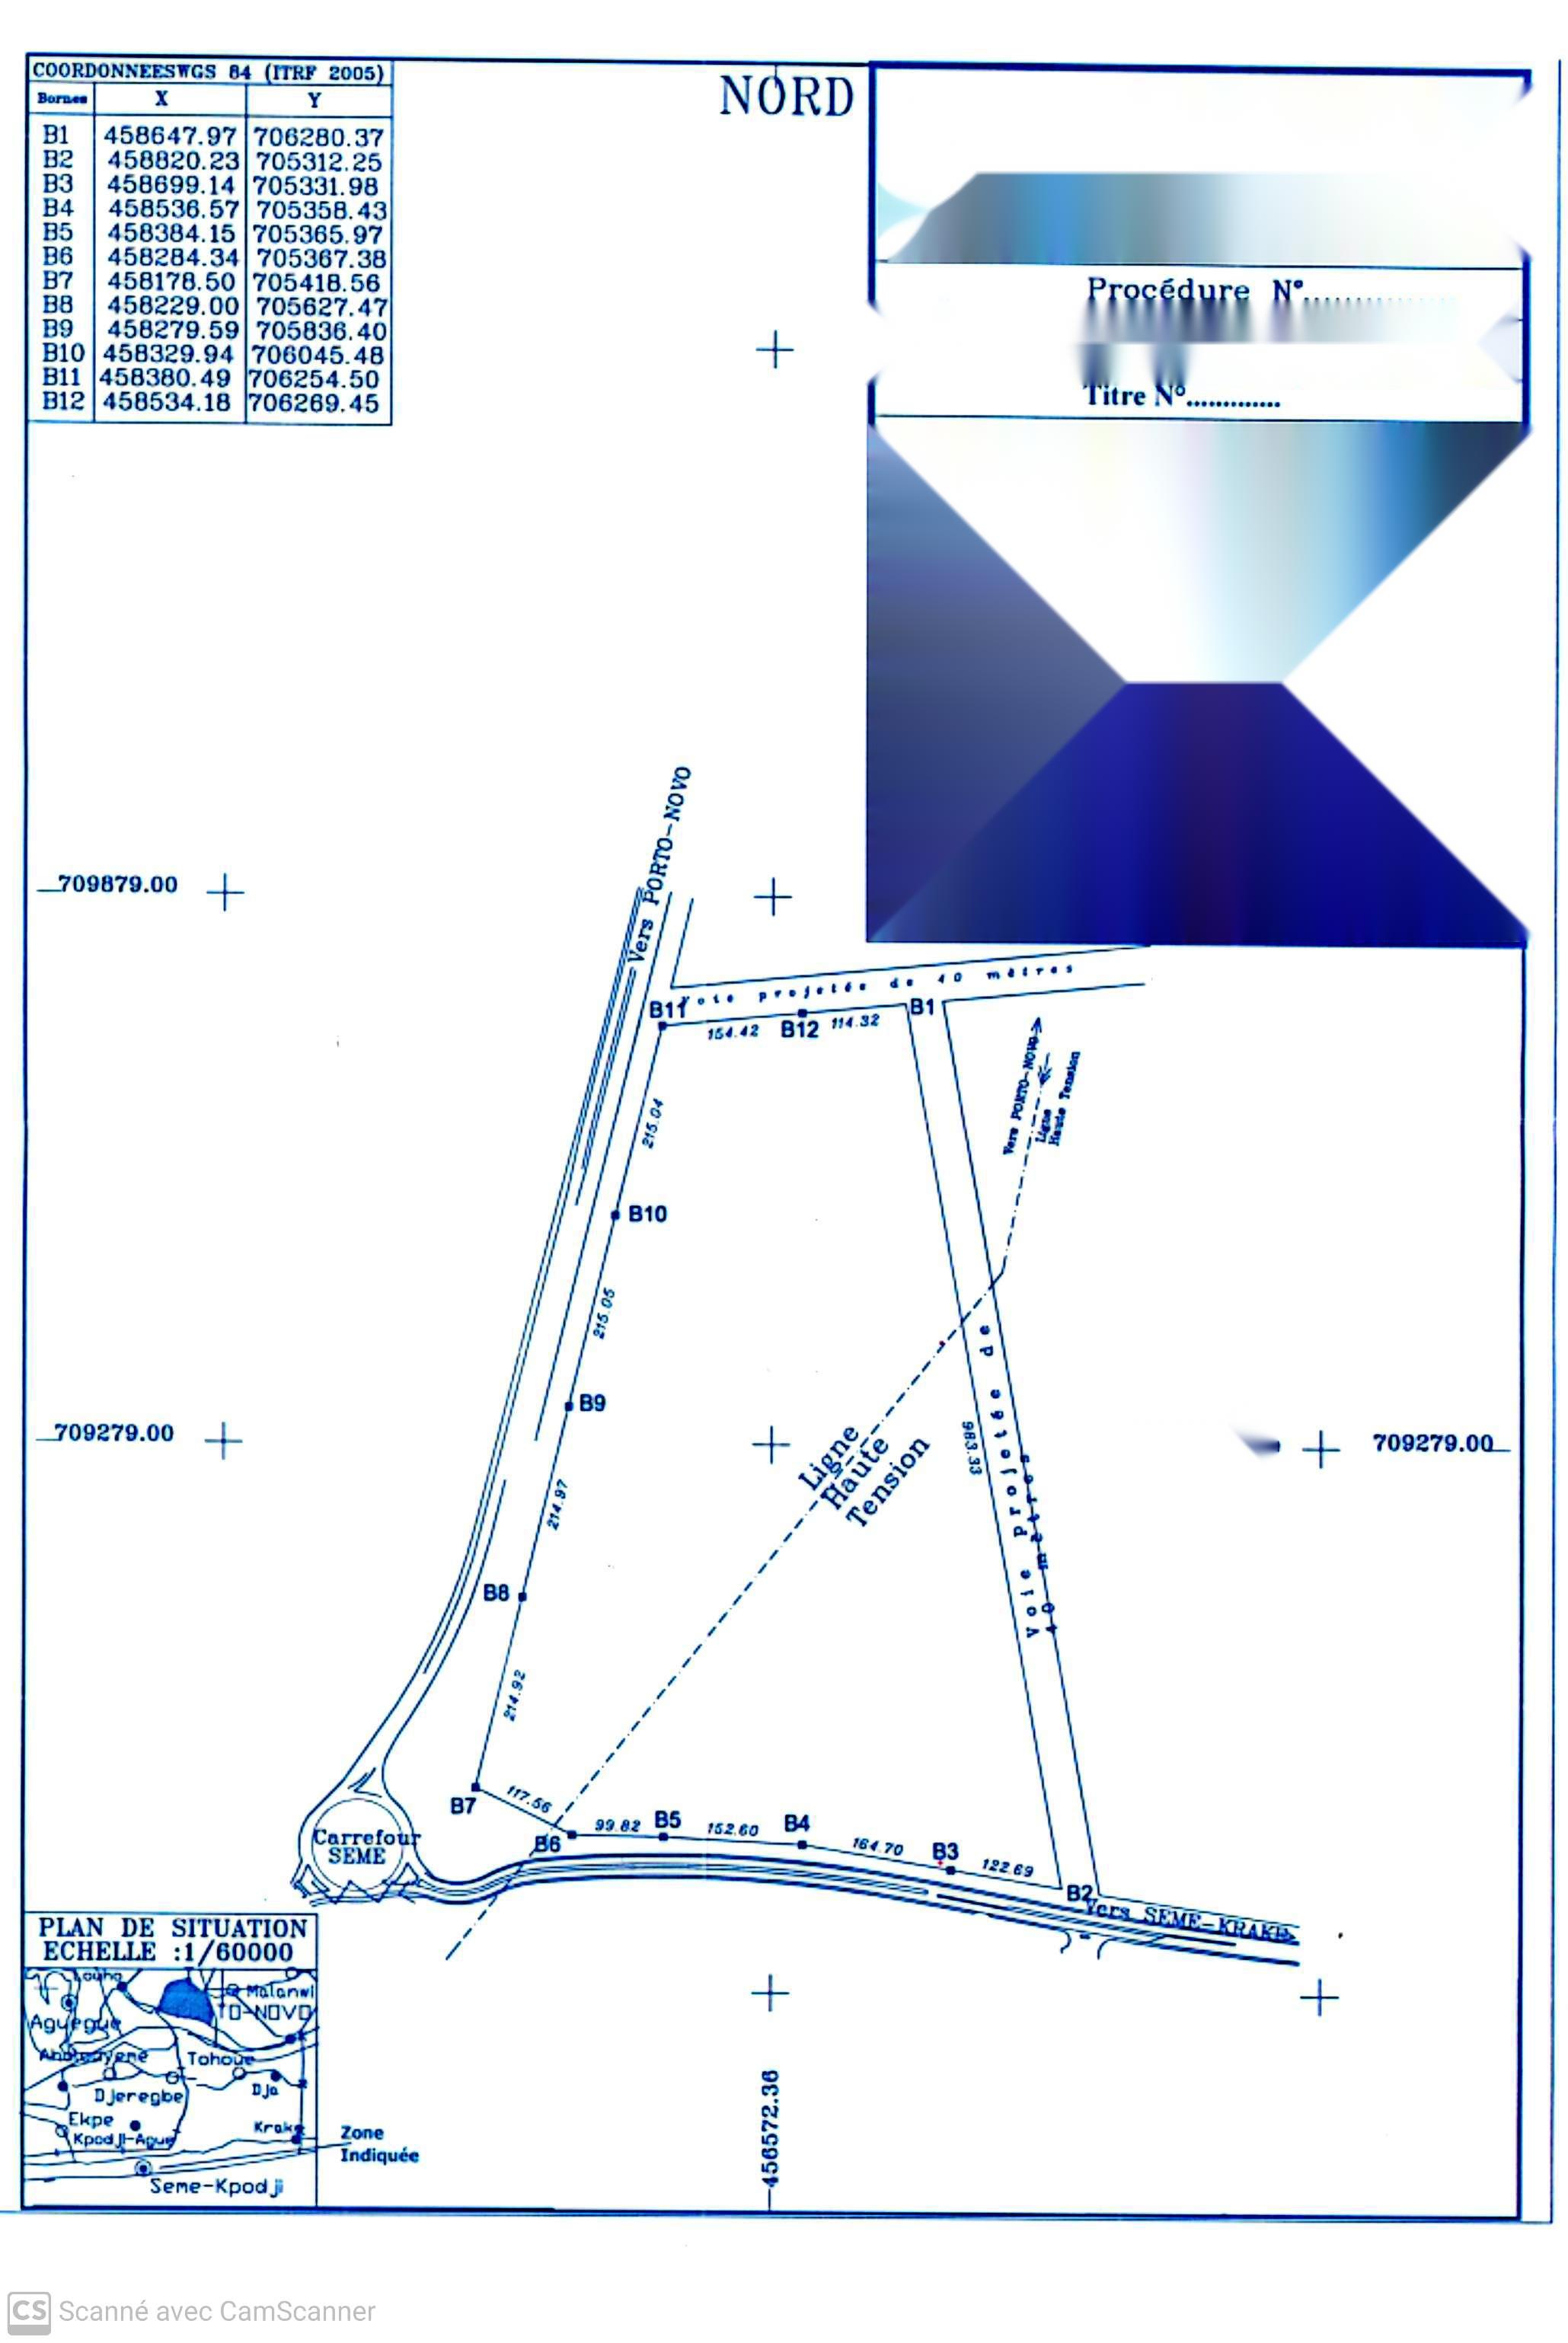 COORDONNEESWGS 84 (ITRF 2005)
Bornes X Y
B1 458647.97 706280.37
B2 458820.23 705312.25
B3 458699.14 705331.98
B4 458536.57 705358.43
B5 458384.15 705365.97
B6 458284.34 705367.38
B7 458178.50 705418.56
B8 458229.00 705627.47
B9 458279.59 705836.40
B10 458329.94 706045.48
B11 458380.49 706254.50
B12 458534.18 706269.45
NORD
Procédure N°..............
Titre N°.............
Vers PORTO-NOVO
709879.00
Voie projetée de 40 mètres
B11
B1
154.42
B12
114.32
Vers PORTO-NOVO
Ligne
Haute Tension
215.04
B10
215.05
B9
709279.00
709279.00
Ligne
Haute
Tension
983.33
Voie projetée de
40 mètres
214.97
B8
214.92
B7
117.56
B6
99.82
B5
152.60
B4
164.70
B3
122.69
B2
Vers SEME-KRAKE
Carrefour
SEME
PLAN DE SITUATION
ECHELLE :1/60000
Malanwi
TO-NOVO
Aguegue
Tohoue
Djeregbe
Dja
Ekpe
Kpodji-Ague
Krake
Seme-Kpodji
Zone
Indiquée
456572.36
CS Scanné avec CamScanner